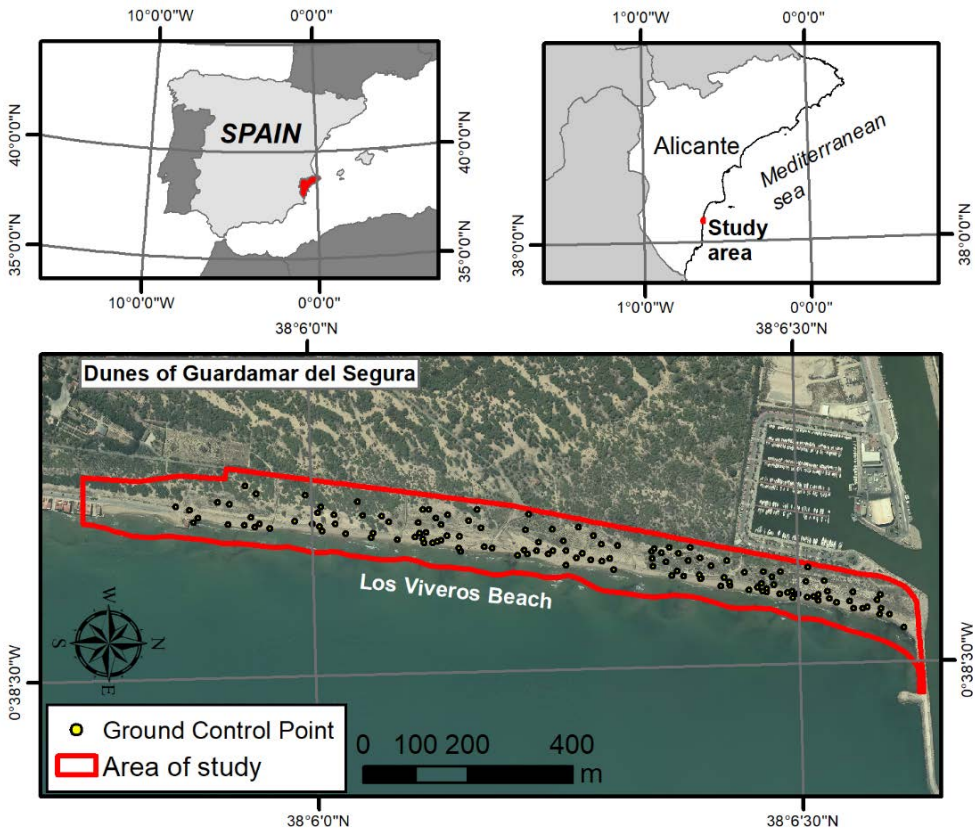 10°0'0"W 0°0'0"
1°0'0"W 0°0'0"
40°0'0"N
35°0'0"N
SPAIN
40°0'0"N
35°0'0"N
10°0'0"W 0°0'0"
38°0'0"N
Alicante
Mediterranean
sea
Study
area
38°0'0"N
1°0'0"W 0°0'0"
38°6'0"N 38°6'30"N
Dunes of Guardamar del Segura
Los Viveros Beach
W
S N
E
0°38'30"W
0°38'30"W
Ground Control Point
Area of study
0 100 200 400
m
38°6'0"N 38°6'30"N